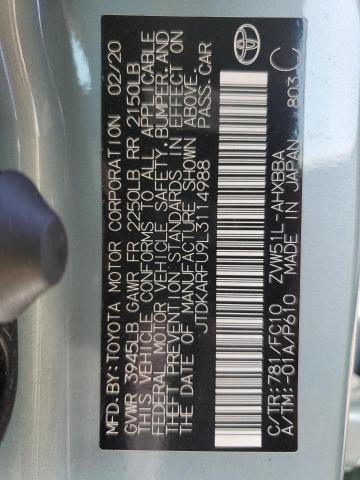 MFD.BY:TOYOTA MOTOR CORPORATION 02/20
GVWR 3945LB GAWR FR 2250LB RR 2150LB
THIS VEHICLE CONFORMS TO ALL APPLICABLE
FEDERAL MOTOR VEHICLE SAFETY,BUMPER,AND
THEFT PREVENTION STANDARDS IN EFFECT ON
THE DATE OF MANUFACTURE SHOWN ABOVE.
JTDKARFU9L3114988 PASS.CAR
C/TR:781/FC10 ZVW51L-AHXBBA
A/TM:-01A/P610 MADE IN JAPAN 803C
TOYOTA